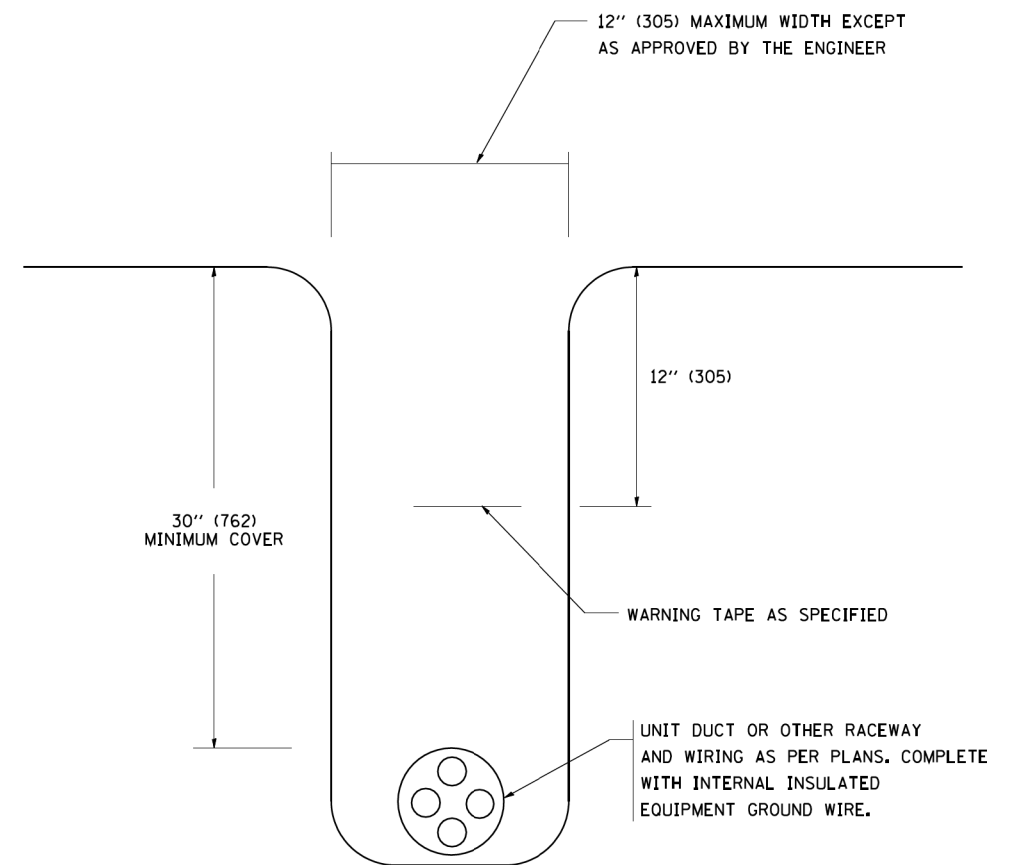 12'' (305) MAXIMUM WIDTH EXCEPT
AS APPROVED BY THE ENGINEER
12'' (305)
30'' (762)
MINIMUM COVER
WARNING TAPE AS SPECIFIED
UNIT DUCT OR OTHER RACEWAY
AND WIRING AS PER PLANS. COMPLETE
WITH INTERNAL INSULATED
EQUIPMENT GROUND WIRE.